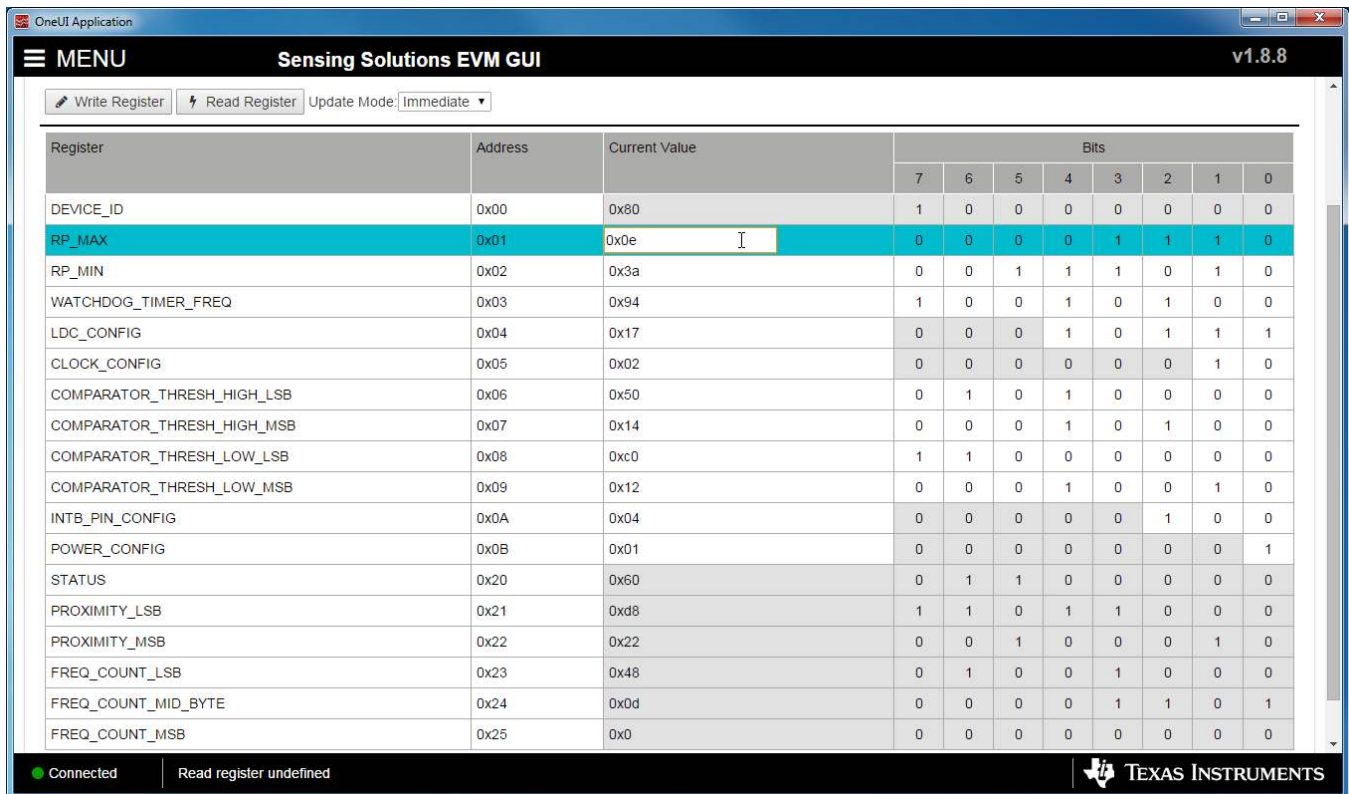 OneUI Application
MENU Sensing Solutions EVM GUI v1.8.8
Write Register Read Register Update Mode: Immediate
Register Address Current Value Bits
7 6 5 4 3 2 1 0
DEVICE_ID 0x00 0x80 1 0 0 0 0 0 0 0
RP_MAX 0x01 0x0e 0 0 0 0 1 1 1 0
RP_MIN 0x02 0x3a 0 0 1 1 1 0 1 0
WATCHDOG_TIMER_FREQ 0x03 0x94 1 0 0 1 0 1 0 0
LDC_CONFIG 0x04 0x17 0 0 0 1 0 1 1 1
CLOCK_CONFIG 0x05 0x02 0 0 0 0 0 0 1 0
COMPARATOR_THRESH_HIGH_LSB 0x06 0x50 0 1 0 1 0 0 0 0
COMPARATOR_THRESH_HIGH_MSB 0x07 0x14 0 0 0 1 0 1 0 0
COMPARATOR_THRESH_LOW_LSB 0x08 0xc0 1 1 0 0 0 0 0 0
COMPARATOR_THRESH_LOW_MSB 0x09 0x12 0 0 0 1 0 0 1 0
INTB_PIN_CONFIG 0x0A 0x04 0 0 0 0 0 1 0 0
POWER_CONFIG 0x0B 0x01 0 0 0 0 0 0 0 1
STATUS 0x20 0x60 0 1 1 0 0 0 0 0
PROXIMITY_LSB 0x21 0xd8 1 1 0 1 1 0 0 0
PROXIMITY_MSB 0x22 0x22 0 0 1 0 0 0 1 0
FREQ_COUNT_LSB 0x23 0x48 0 1 0 0 1 0 0 0
FREQ_COUNT_MID_BYTE 0x24 0x0d 0 0 0 0 1 1 0 1
FREQ_COUNT_MSB 0x25 0x0 0 0 0 0 0 0 0 0
Connected Read register undefined TEXAS INSTRUMENTS